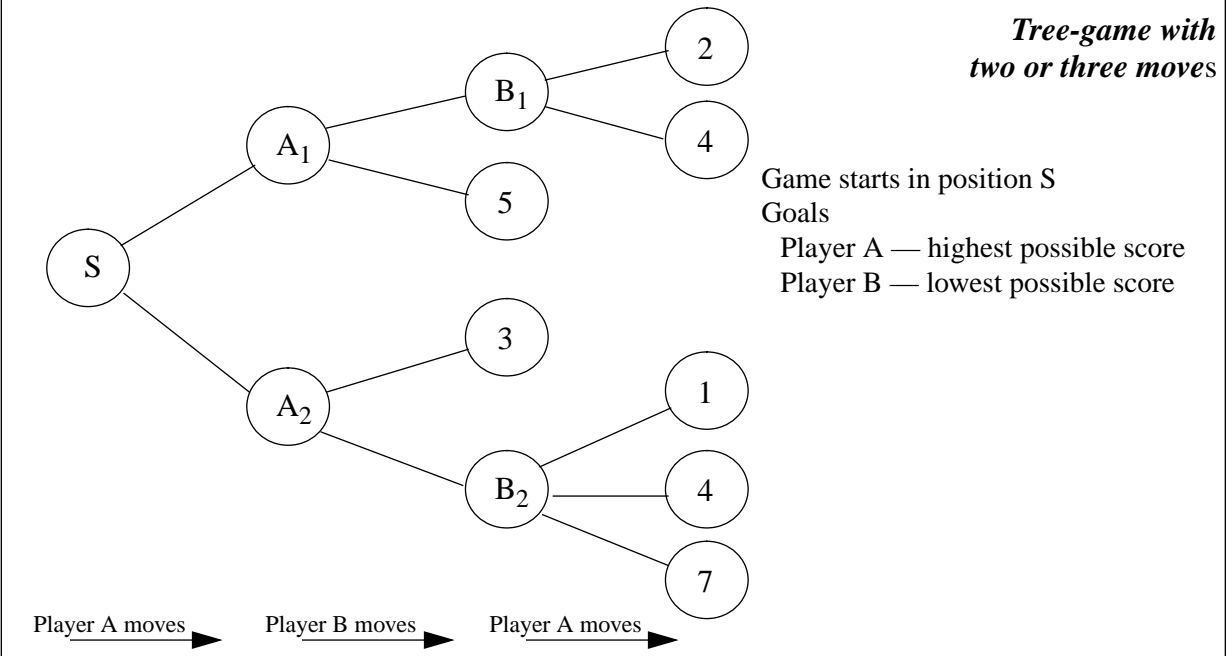 Tree-game with
two or three moves
2
B1
4
A1
5
Game starts in position S
Goals
Player A — highest possible score
Player B — lowest possible score
S
3
A2
1
B2
4
7
Player A moves
Player B moves
Player A moves